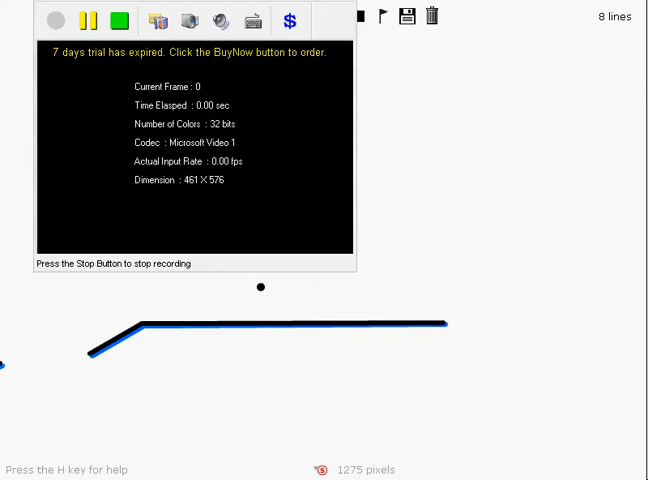 8 lines
7 days trial has expired. Click the BuyNow button to order.
Current Frame : 0
Time Elasped : 0.00 sec
Number of Colors : 32 bits
Codec : Microsoft Video 1
Actual Input Rate : 0.00 fps
Dimension : 461 X 576
Press the Stop Button to stop recording
Press the H key for help
1275 pixels